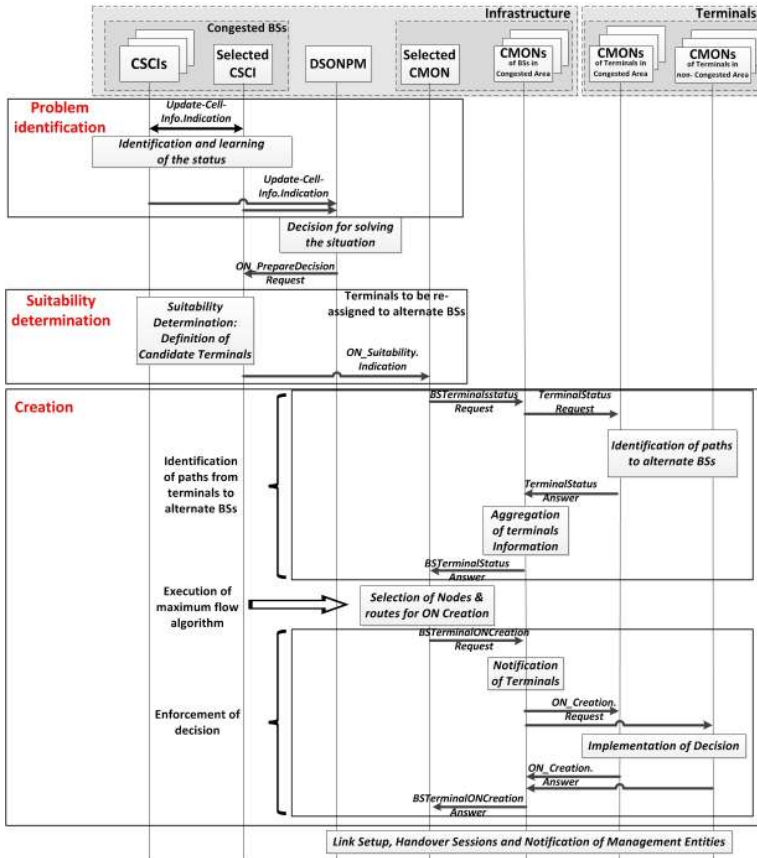 Infrastructure
Terminals
Congested BSs
CSCIs
Selected
CSCI
DSONPM
Selected
CMON
CMONs
of BSs in
Congested Area
CMONs
of Terminals in
Congested Area
CMONs
of Terminals in
non- Congested Area
Problem
identification
Update-Cell-
Info.Indication
Identification and learning
of the status
Update-Cell-
Info.Indication
Decision for solving
the situation
ON_PrepareDecision
Request
Suitability
determination
Suitability
Determination:
Definition of
Candidate Terminals
Terminals to be re-
assigned to alternate BSs
ON_Suitability.
Indication
Creation
BSTerminalsstatus
Request
TerminalStatus
Request
Identification of paths
to alternate BSs
Identification
of paths from
terminals to
alternate BSs
TerminalStatus
Answer
Aggregation
of terminals
Information
BSTerminalStatus
Answer
Execution of
maximum flow
algorithm
Selection of Nodes &
routes for ON Creation
BSTerminalONCreation
Request
Notification
of Terminals
ON_Creation.
Request
Enforcement of
decision
Implementation of Decision
ON_Creation.
Answer
BSTerminalONCreation
Answer
Link Setup, Handover Sessions and Notification of Management Entities